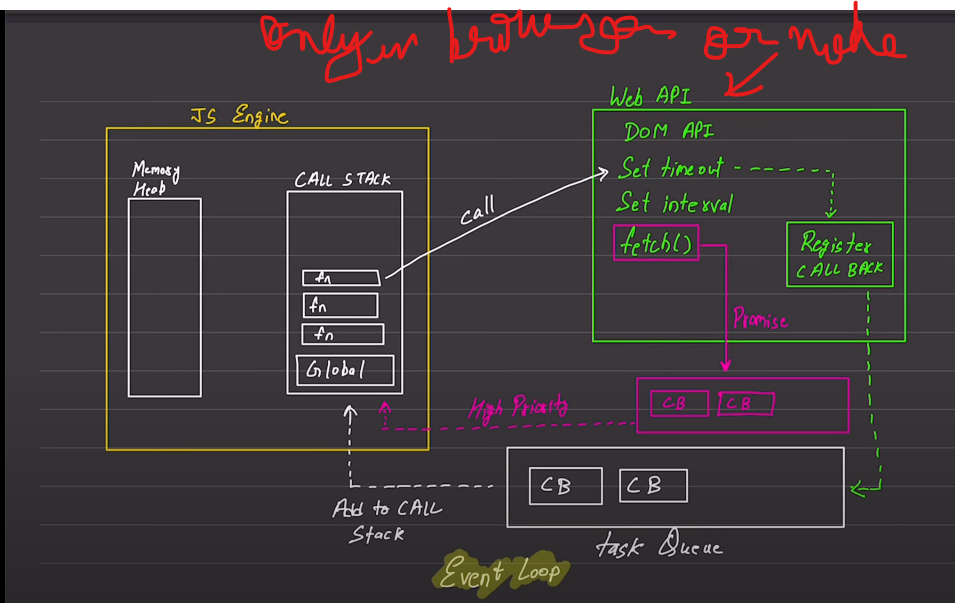 Only in browser or node
JS Engine
Memory
Heap
CALL STACK
fn
fn
fn
Global
call
Web API
DOM API
Set timeout
Set interval
fetch()
Register
CALL BACK
Promise
CB CB
High Priority
CB CB
Add to CALL
Stack
task Queue
Event Loop